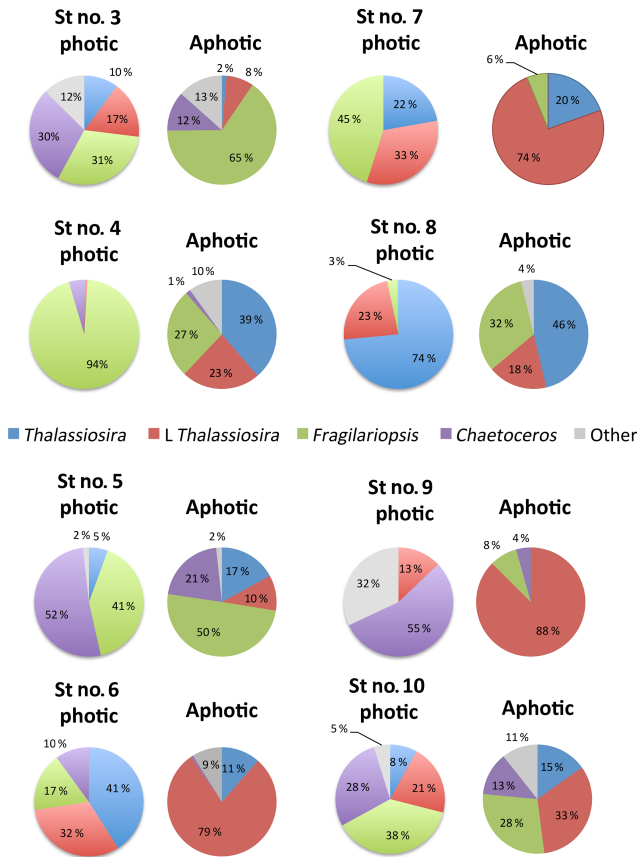 St no. 3
photic
Aphotic
10 %
17%
31%
30%
12%
2 %
8 %
65 %
12 %
13 %
St no. 7
photic
Aphotic
22 %
33 %
45 %
6 %
20 %
74 %
St no. 4
photic
Aphotic
94%
1 %
10 %
39 %
23 %
27 %
St no. 8
photic
Aphotic
3 %
23 %
74 %
4 %
46 %
18 %
32 %
Thalassiosira L Thalassiosira Fragilariopsis Chaetoceros Other
St no. 5
photic
Aphotic
2 % 5 %
41 %
52 %
2 %
17 %
10 %
50 %
21 %
St no. 9
photic
Aphotic
13 %
32 %
55 %
8 %
4 %
88 %
St no. 6
photic
Aphotic
10 %
17 %
41 %
32 %
9 % 11 %
79 %
St no. 10
photic
Aphotic
5 %
8 %
21 %
28 %
38 %
11 %
15 %
13 %
33 %
28 %